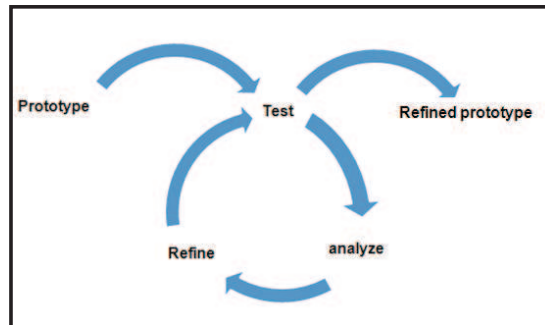 Prototype
Test
Refined prototype
Refine
analyze